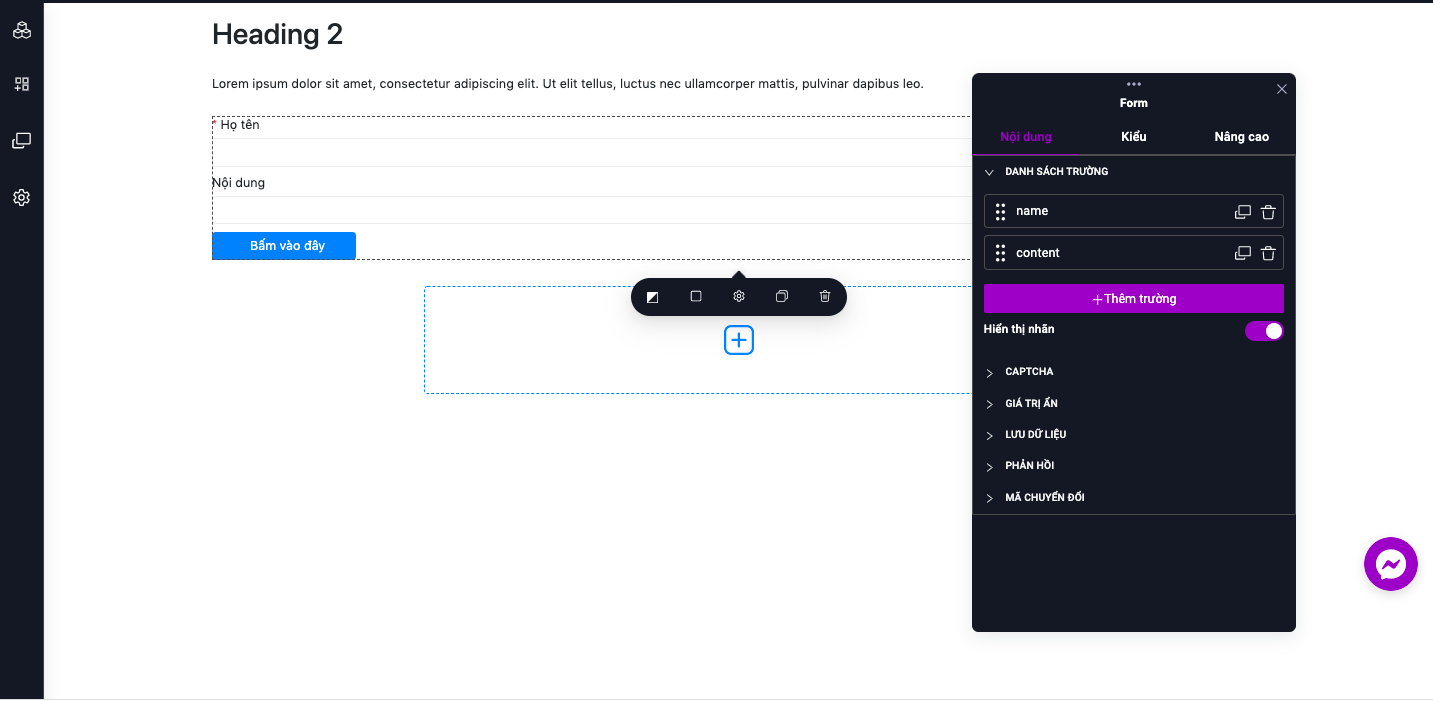 Heading 2
Lorem ipsum dolor sit amet, consectetur adipiscing elit. Ut elit tellus, luctus nec ullamcorper mattis, pulvinar dapibus leo.
* Họ tên
Nội dung
Bấm vào đây
Form
Nội dung Kiểu Nâng cao
DANH SÁCH TRƯỜNG
name
content
+Thêm trường
Hiển thị nhãn
CAPTCHA
GIÁ TRỊ ẨN
LƯU DỮ LIỆU
PHẢN HỒI
MÃ CHUYỂN ĐỔI